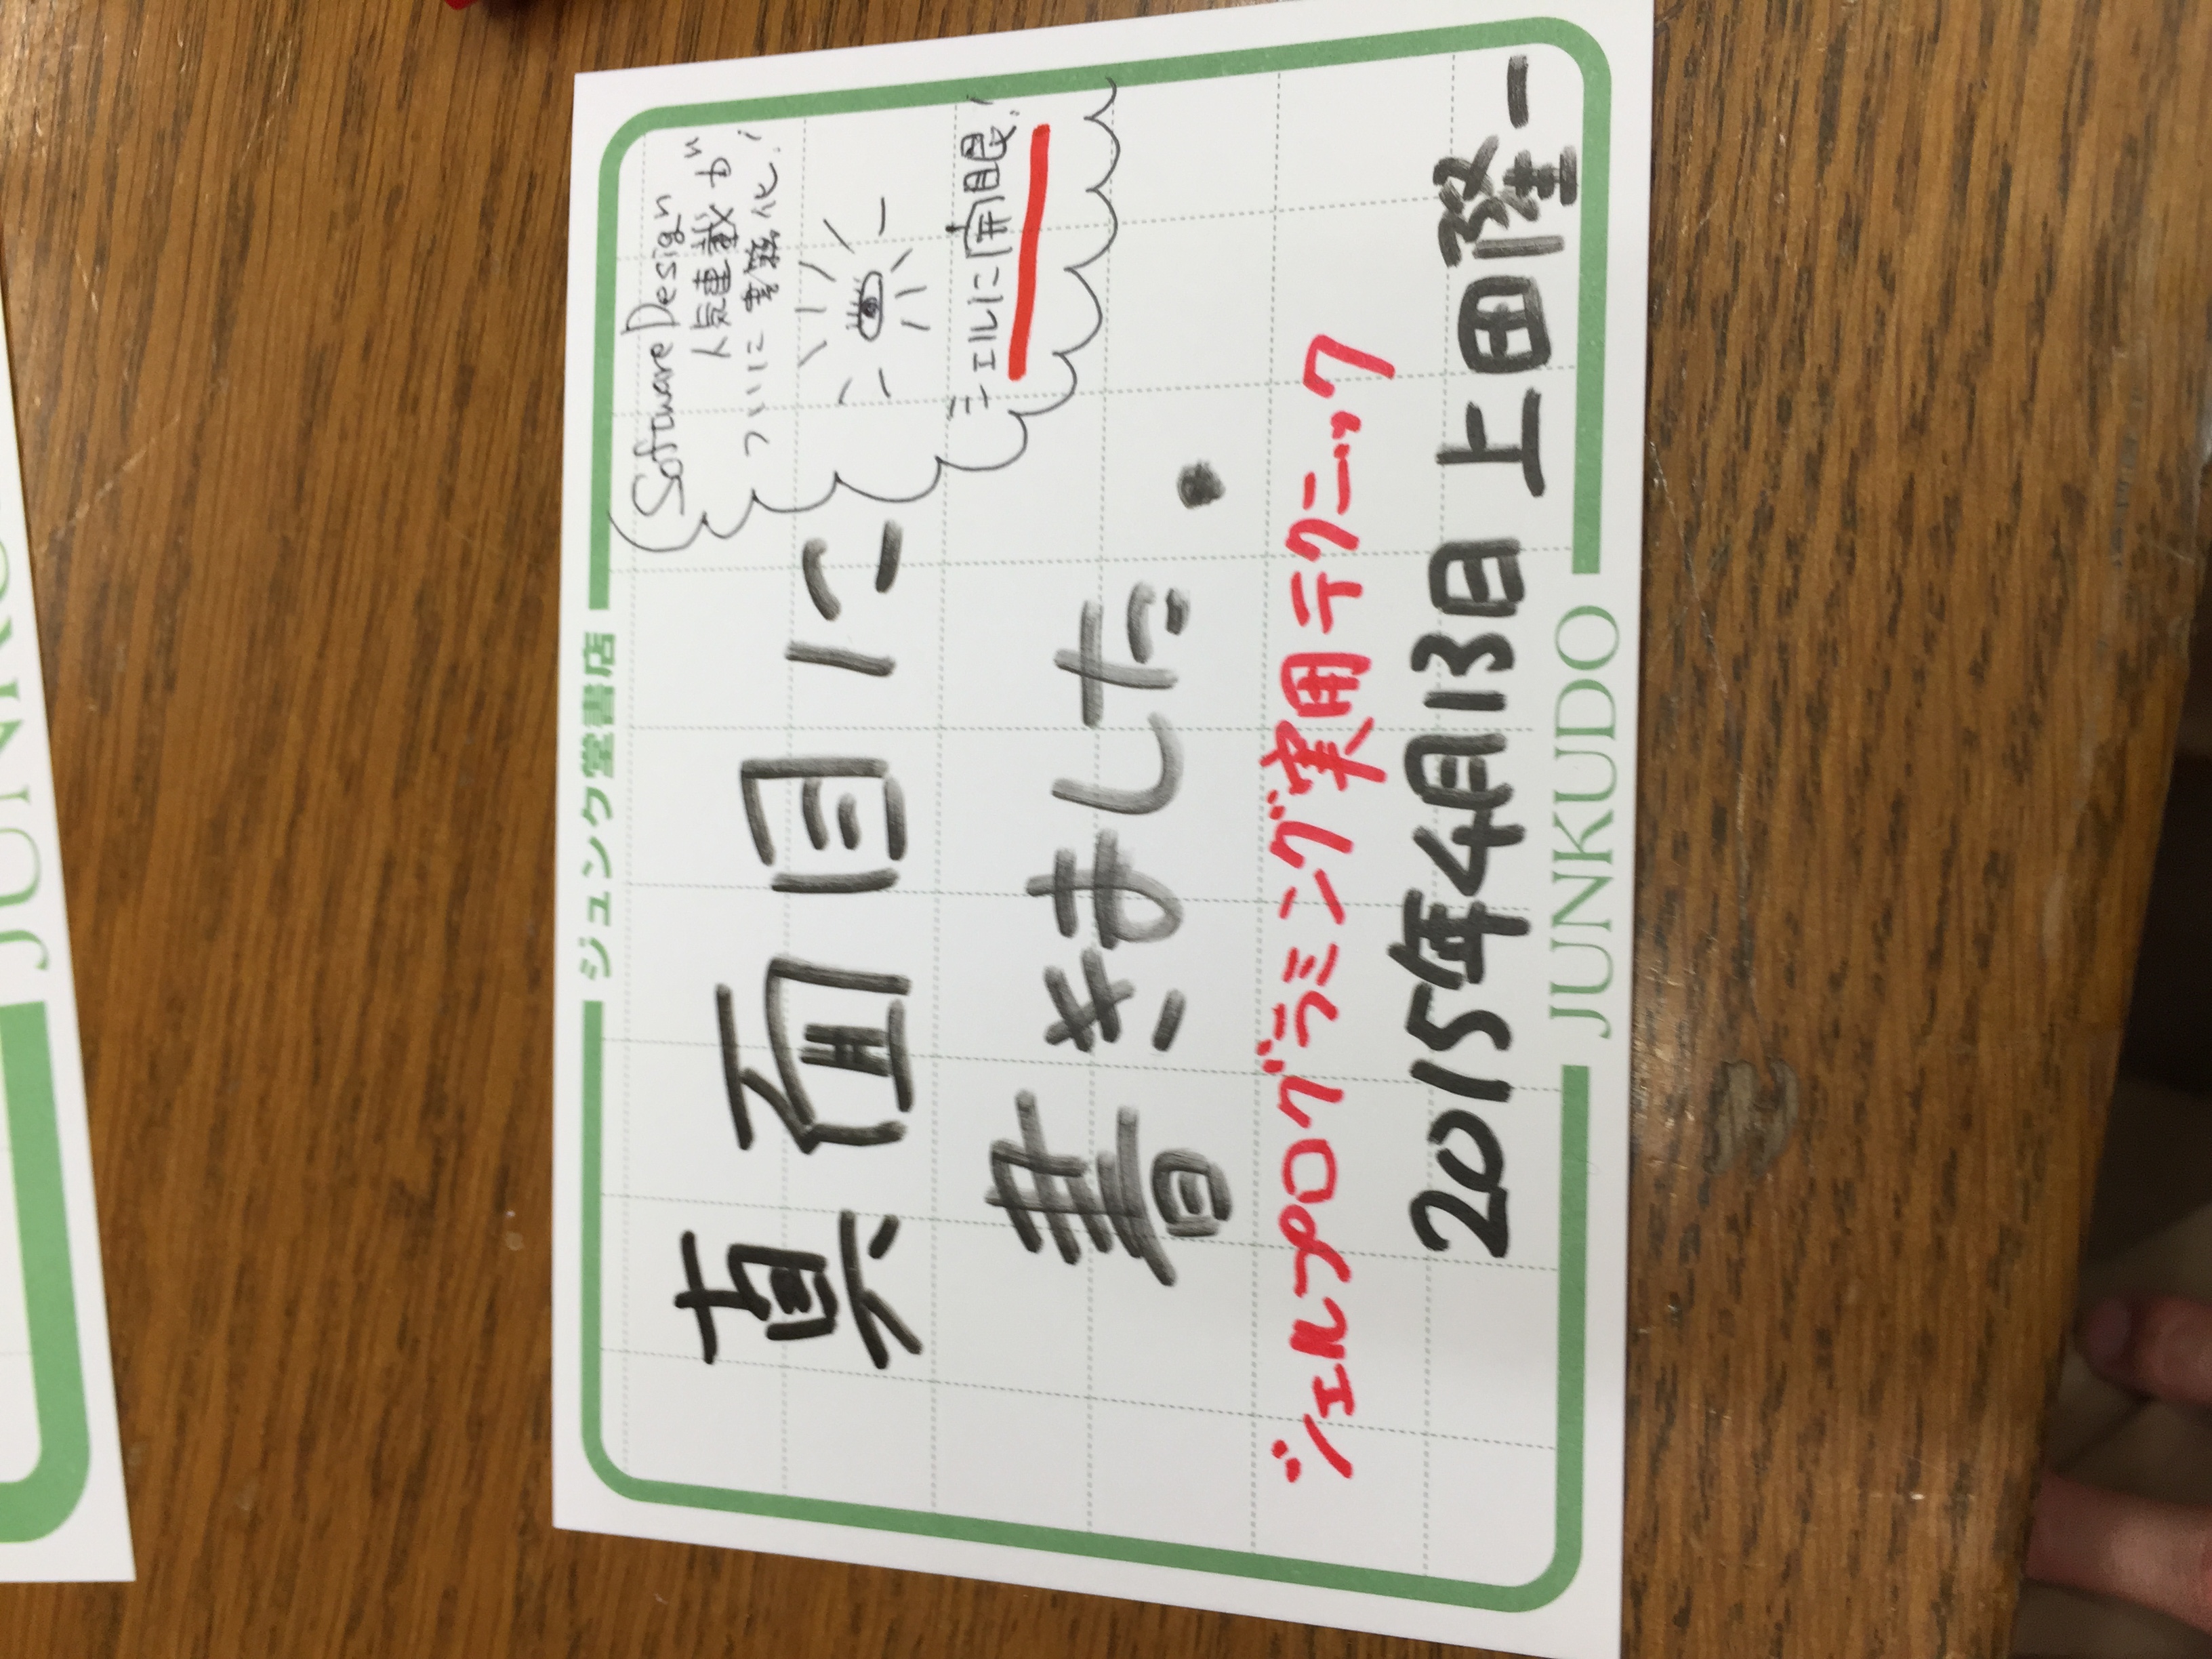 JUNKU
ジュンク堂書店
真面目に
書きました.
Software Design
人気連載が
ついに書籍化!
シェルに開眼!
シェルプログラミング実用テクニック
2015年4月13日 上田隆一
JUNKUDO